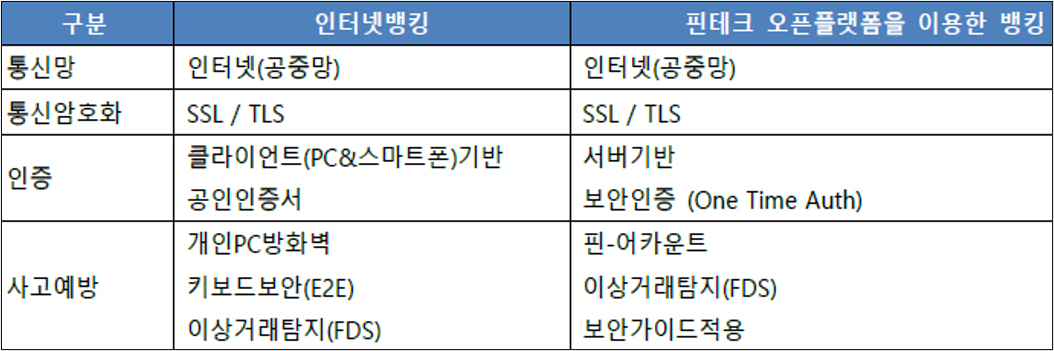 구분 인터넷뱅킹 핀테크 오픈플랫폼을 이용한 뱅킹
통신망 인터넷(공중망) 인터넷(공중망)
통신암호화 SSL / TLS SSL / TLS
인증 클라이언트(PC&스마트폰)기반 서버기반
공인인증서 보안인증 (One Time Auth)
사고예방 개인PC방화벽 핀-어카운트
키보드보안(E2E) 이상거래탐지(FDS)
이상거래탐지(FDS) 보안가이드적용